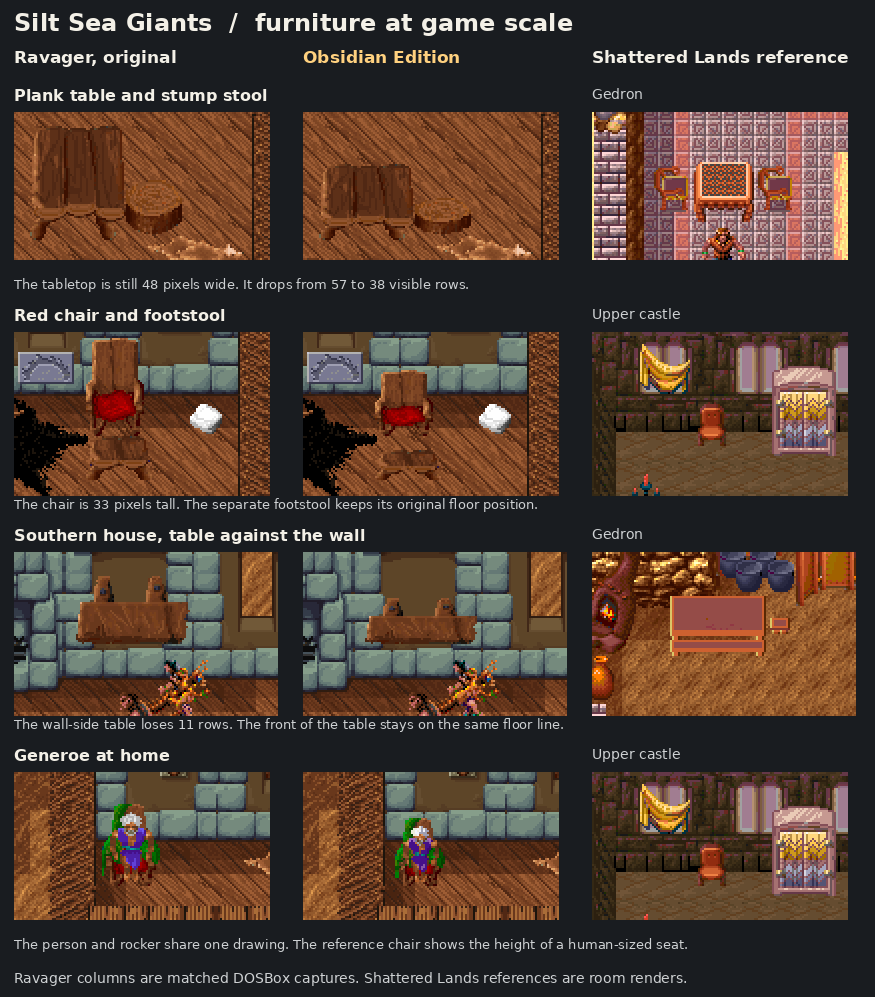 Silt Sea Giants / furniture at game scale
Ravager, original
Obsidian Edition
Shattered Lands reference
Plank table and stump stool
Gedron
The tabletop is still 48 pixels wide. It drops from 57 to 38 visible rows.
Red chair and footstool
Upper castle
The chair is 33 pixels tall. The separate footstool keeps its original floor position.
Southern house, table against the wall
Gedron
The wall-side table loses 11 rows. The front of the table stays on the same floor line.
Generoe at home
Upper castle
The person and rocker share one drawing. The reference chair shows the height of a human-sized seat.
Ravager columns are matched DOSBox captures. Shattered Lands references are room renders.